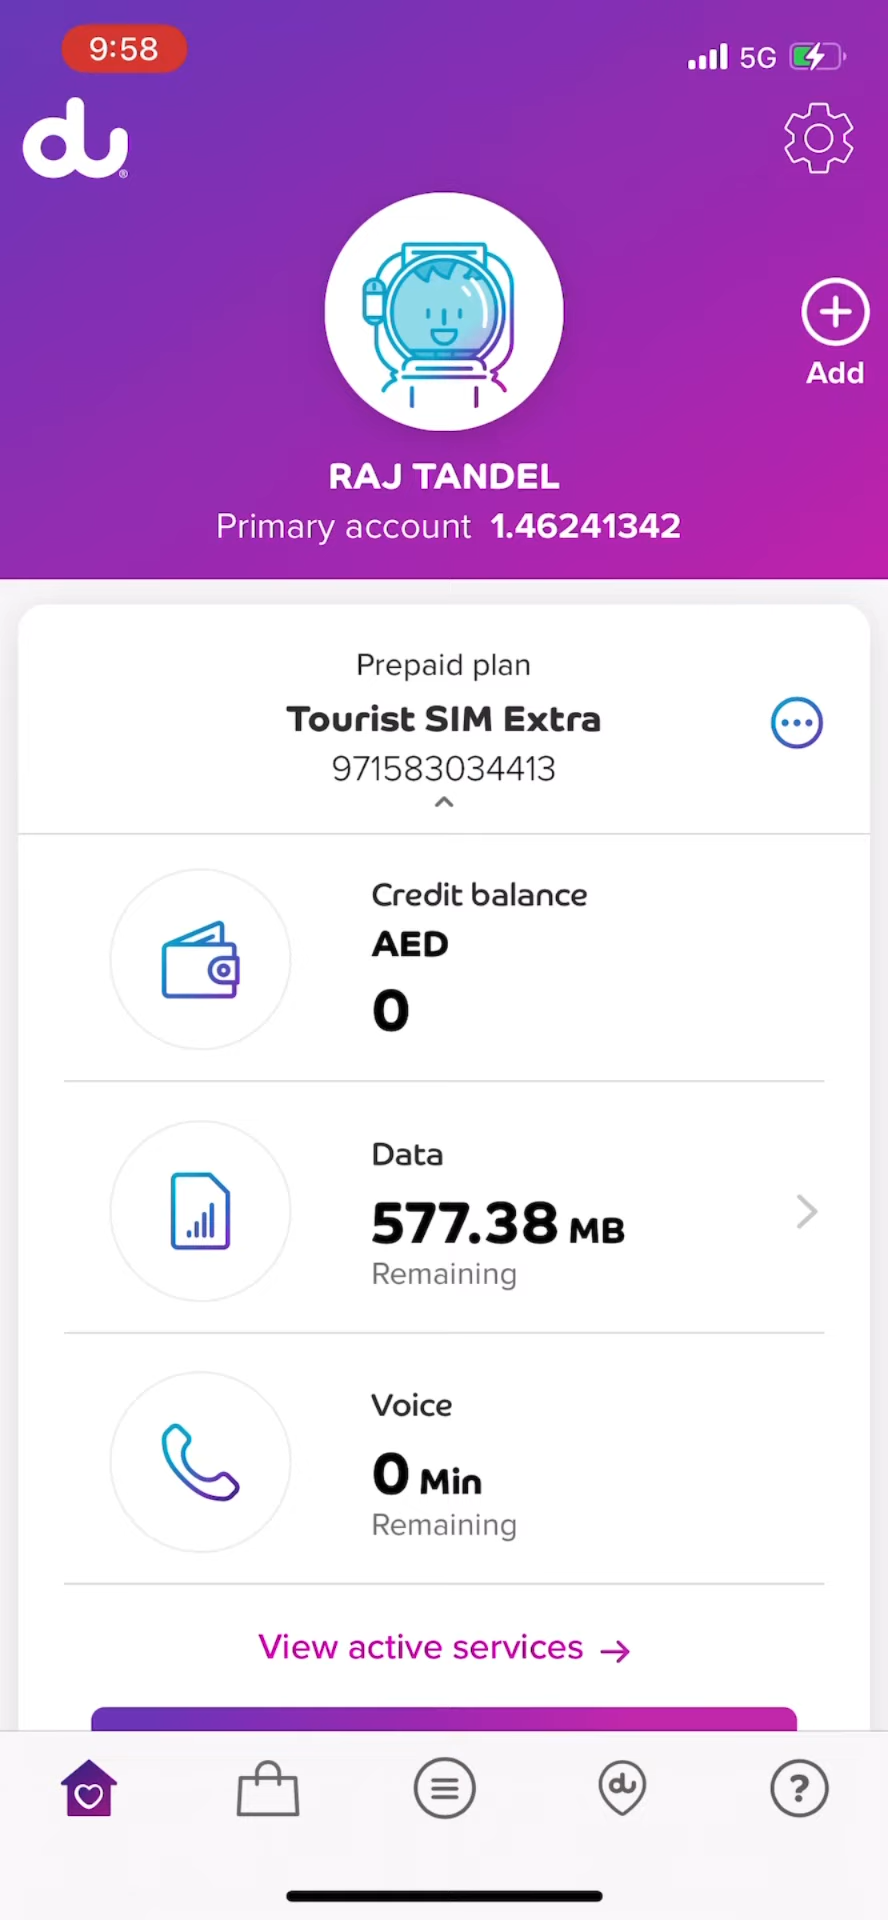 9:58
5G
du
Add
RAJ TANDEL
Primary account 1.46241342
Prepaid plan
Tourist SIM Extra
971583034413
Credit balance
AED
0
Data
577.38 MB
Remaining
Voice
0 Min
Remaining
View active services →
du
?